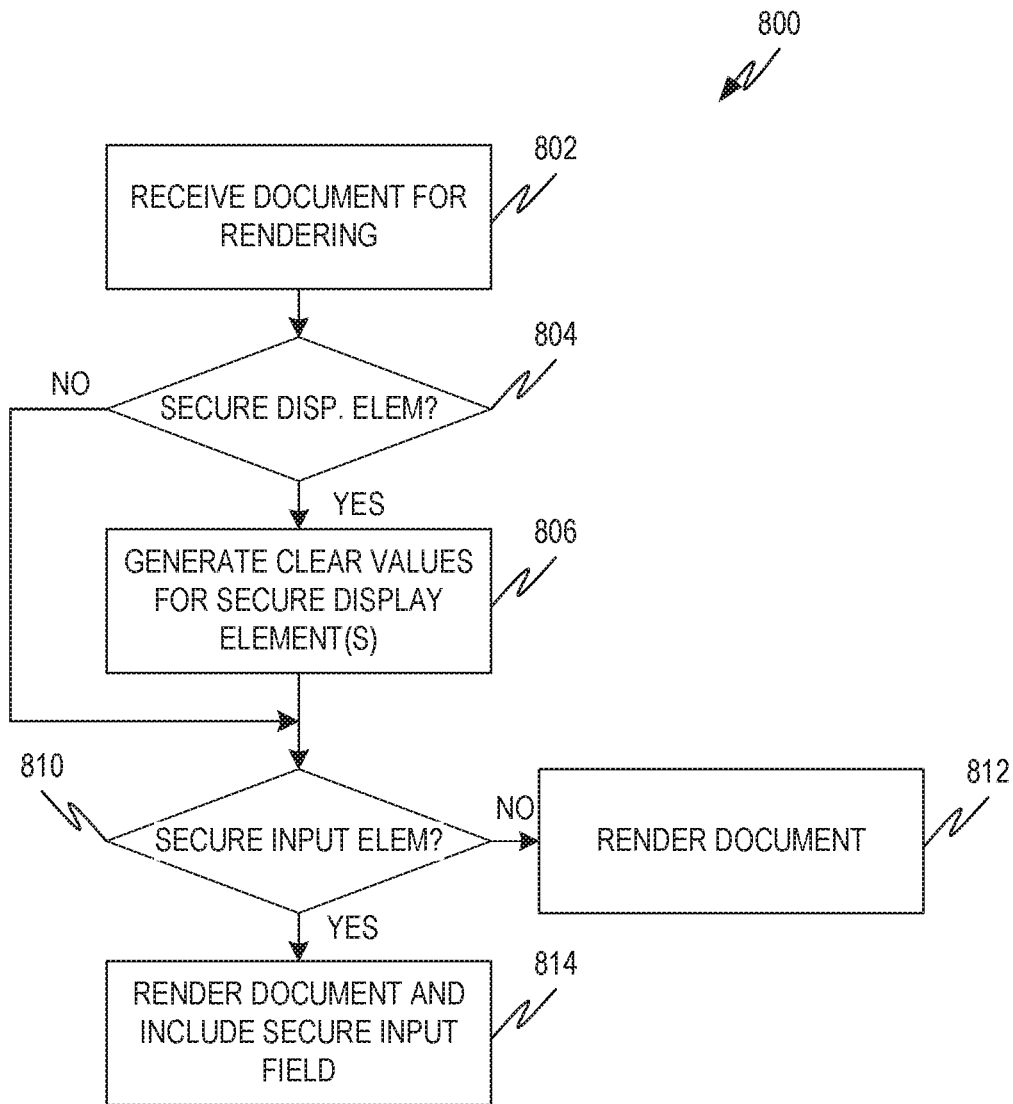 800
802
RECEIVE DOCUMENT FOR
RENDERING
804
NO
SECURE DISP. ELEM?
YES
806
GENERATE CLEAR VALUES
FOR SECURE DISPLAY
ELEMENT(S)
810
SECURE INPUT ELEM?
NO
812
RENDER DOCUMENT
YES
814
RENDER DOCUMENT AND
INCLUDE SECURE INPUT
FIELD